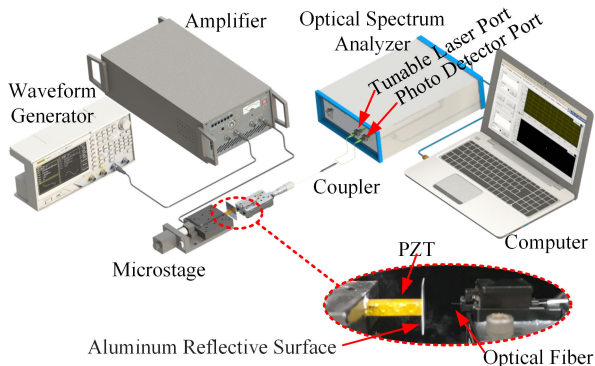 Amplifier
Optical Spectrum
Analyzer
Tunable Laser Port
Photo Detector Port
Waveform
Generator
Coupler
Computer
Microstage
PZT
Aluminum Reflective Surface
Optical Fiber